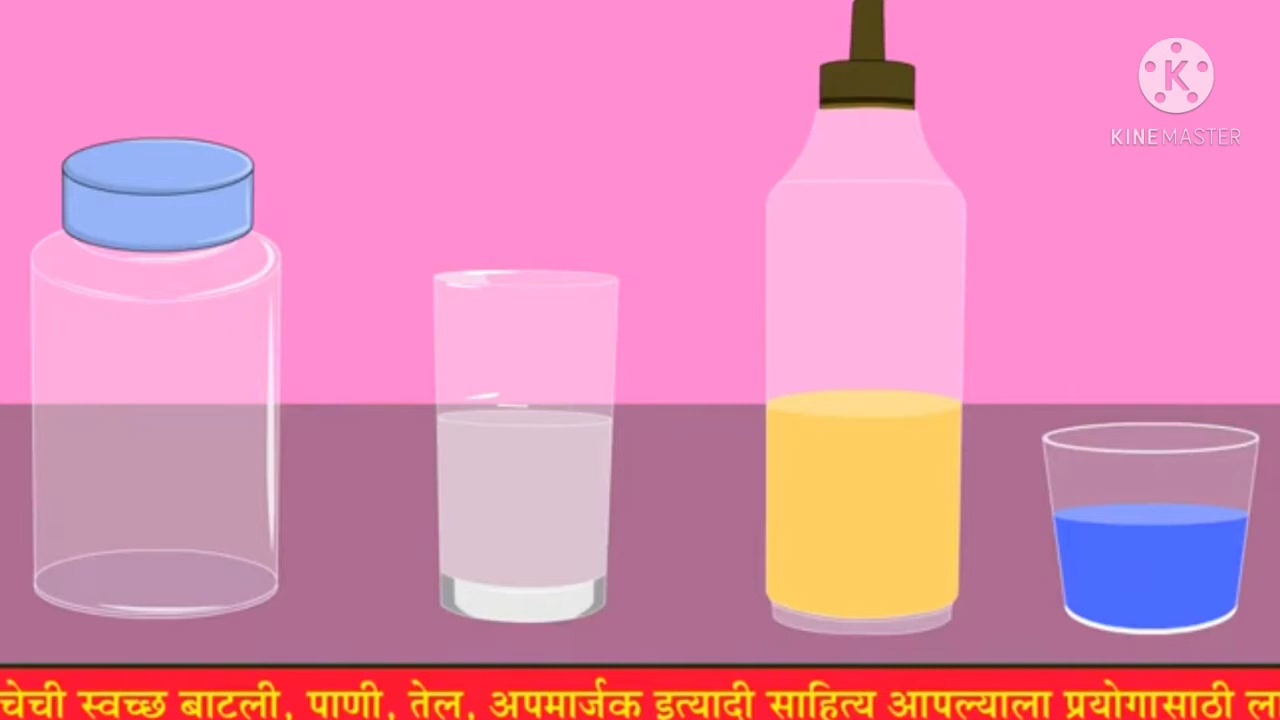 KINEMASTER
चेची स्वच्छ बाटली, पाणी, तेल, अपमार्जक इत्यादी साहित्य आपल्याला प्रयोगासाठी ल